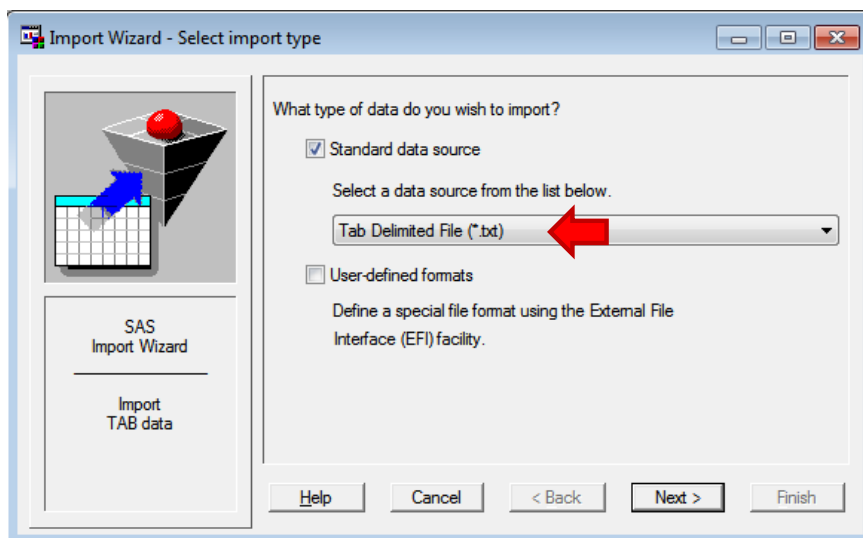 Import Wizard - Select import type
What type of data do you wish to import?
Standard data source
Select a data source from the list below.
Tab Delimited File (*.txt)
User-defined formats
Define a special file format using the External File
Interface (EFI) facility.
SAS
Import Wizard
Import
TAB data
Help
Cancel
< Back
Next >
Finish